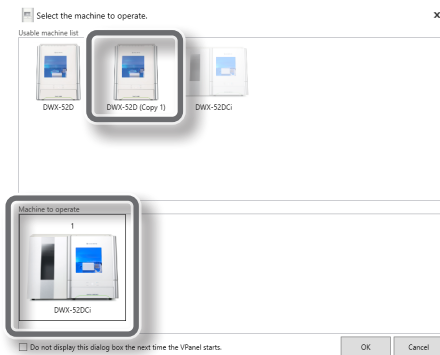 Select the machine to operate.
x
Usable machine list
DWX-52D
DWX-52D (Copy 1)
DWX-52DCi
Machine to operate
1
DWX-52DCi
Do not display this dialog box the next time the VPanel starts.
OK
Cancel